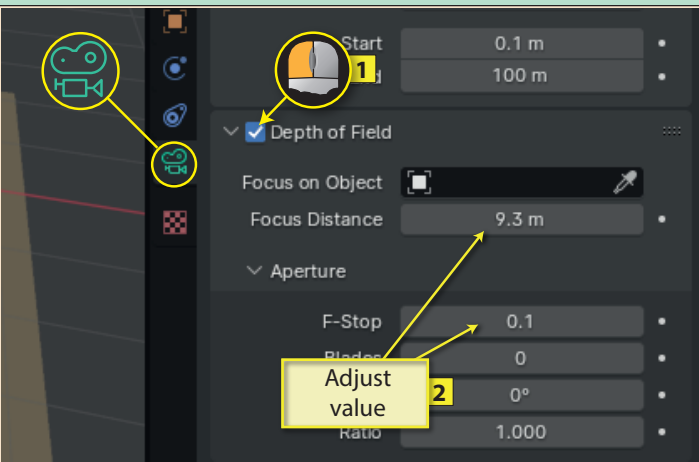 Start 0.1 m
1
100 m
Depth of Field
Focus on Object
Focus Distance 9.3 m
Aperture
F-Stop 0.1
Blades 0
Adjust
value
2
0°
Ratio 1.000